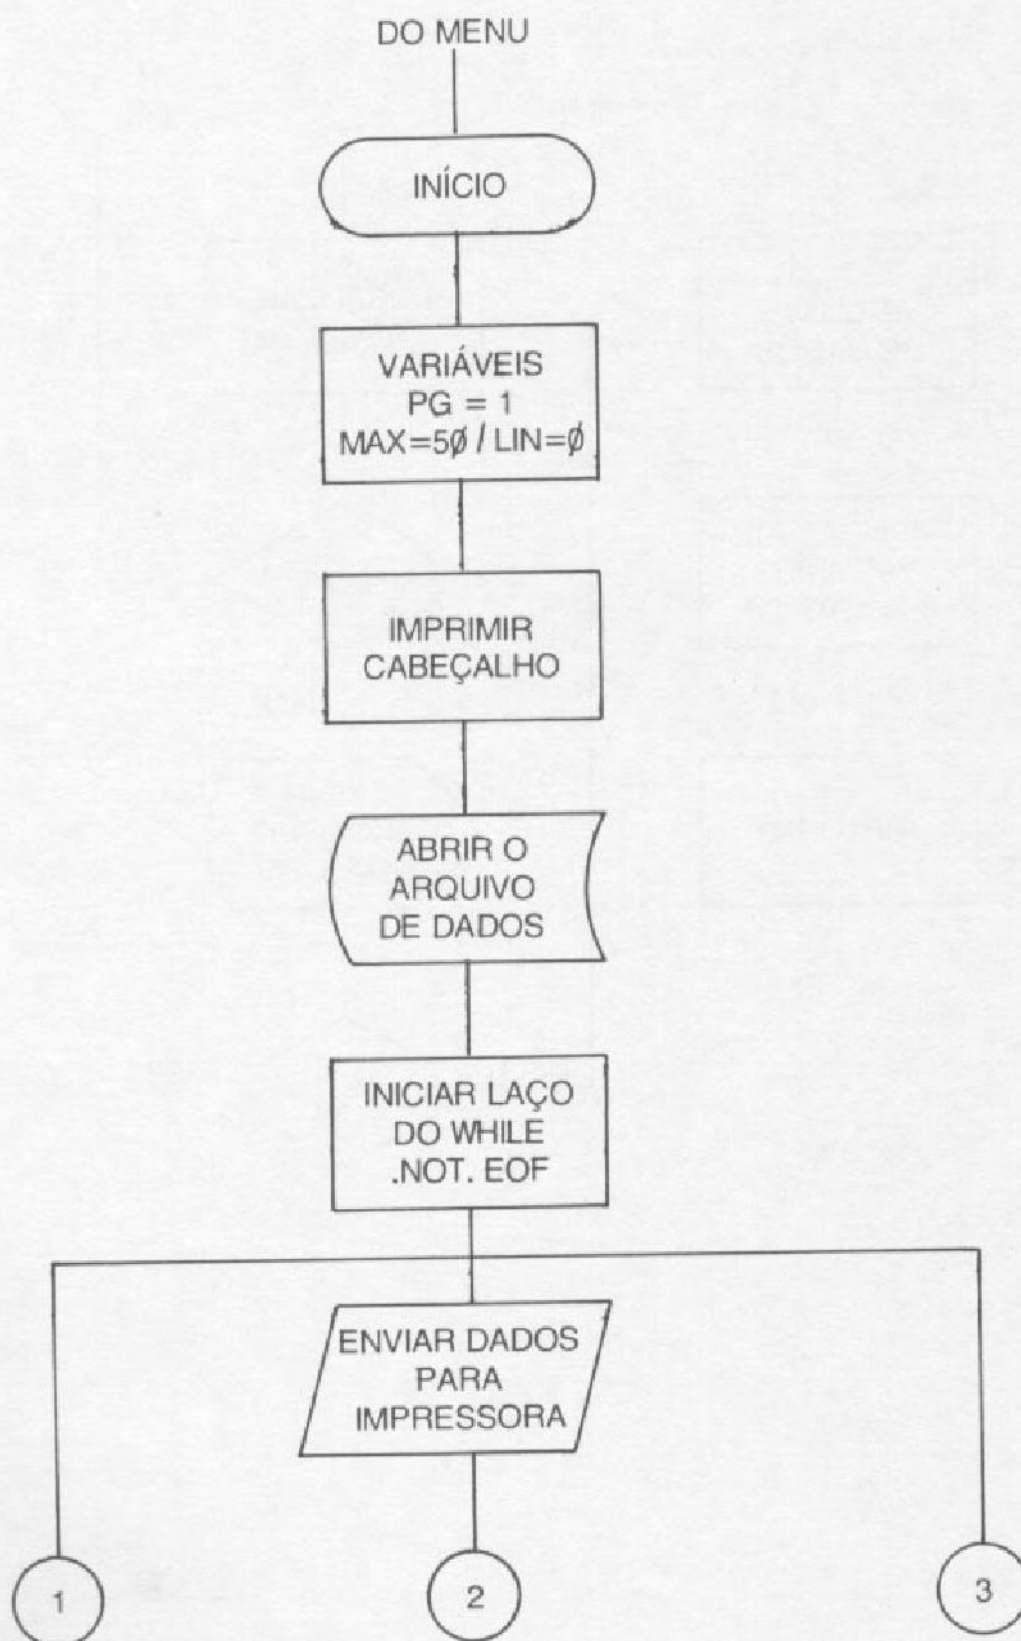 DO MENU
INÍCIO
VARIÁVEIS
PG = 1
MAX=5Ø / LIN=Ø
IMPRIMIR
CABEÇALHO
ABRIR O
ARQUIVO
DE DADOS
INICIAR LAÇO
DO WHILE
.NOT. EOF
ENVIAR DADOS
PARA
IMPRESSORA
1
2
3